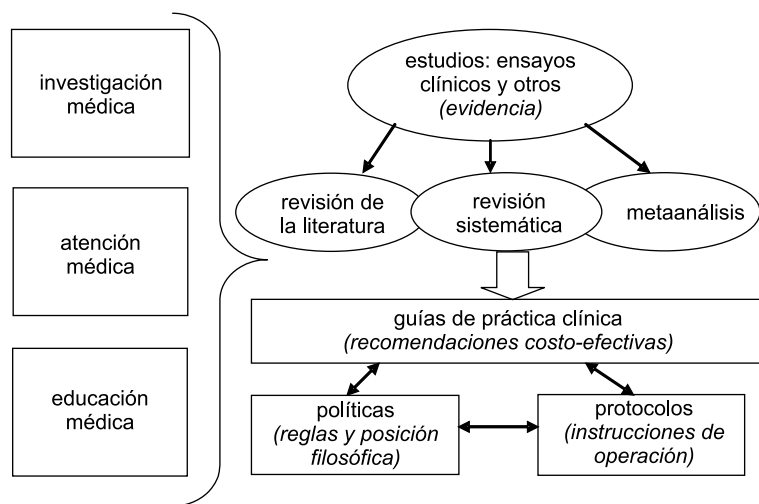 investigación
médica
atención
médica
educación
médica
estudios: ensayos
clínicos y otros
(evidencia)
revisión de
la literatura
revisión
sistemática
metaanálisis
guías de práctica clínica
(recomendaciones costo-efectivas)
políticas
(reglas y posición
filosófica)
protocolos
(instrucciones de
operación)